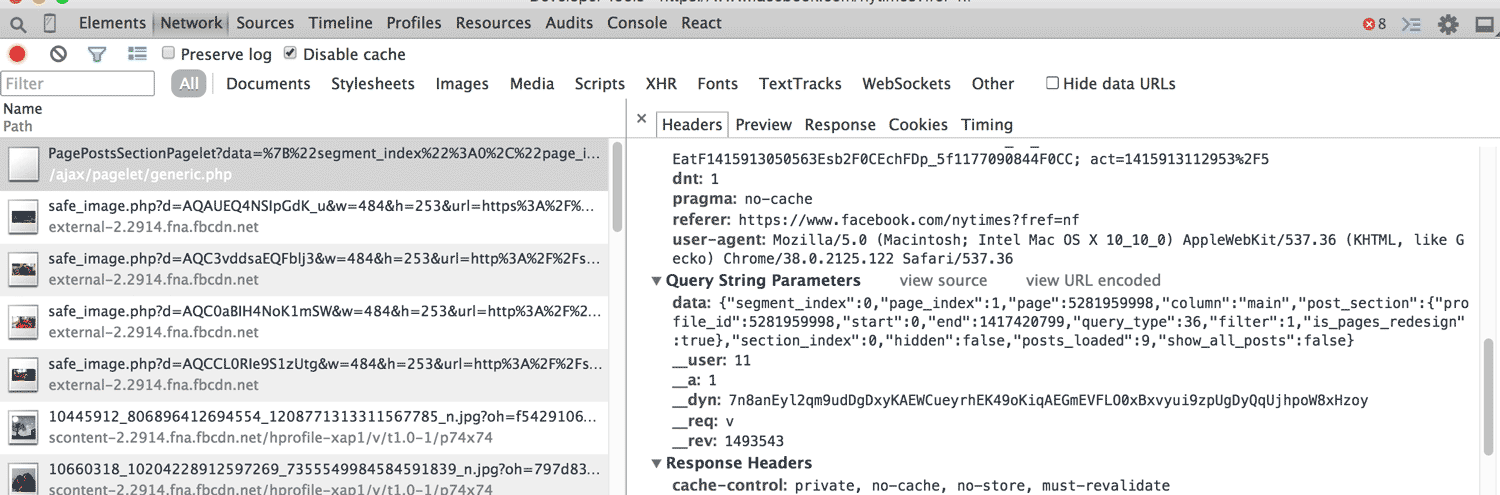 Elements Network Sources Timeline Profiles Resources Audits Console React 8
Preserve log Disable cache
Filter All Documents Stylesheets Images Media Scripts XHR Fonts TextTracks WebSockets Other Hide data URLs
Name
Path
PagePostsSectionPagelet?data=%7B%22segment_index%22%3A0%2C%22page_i...
/ajax/pagelet/generic.php
safe_image.php?d=AQAUEQ4NSIpGdK_u&w=484&h=253&url=https%3A%2F%...
external-2.2914.fna.fbcdn.net
safe_image.php?d=AQC3vddsaEQFbIj3&w=484&h=253&url=http%3A%2F%2Fs...
external-2.2914.fna.fbcdn.net
safe_image.php?d=AQC0aBIH4NoK1mSW&w=484&h=253&url=http%3A%2F%2...
external-2.2914.fna.fbcdn.net
safe_image.php?d=AQCCL0RIe9S1zUtg&w=484&h=253&url=http%3A%2F%2Fs...
external-2.2914.fna.fbcdn.net
10445912_806896412694554_1208771313311567785_n.jpg?oh=f5429106...
scontent-2.2914.fna.fbcdn.net/hprofile-xap1/v/t1.0-1/p74x74
10660318_10204228912597269_7355549984584591839_n.jpg?oh=797d83...
scontent-2.2914.fna.fbcdn.net/hprofile-xap1/v/t1.0-1/p74x74
Headers Preview Response Cookies Timing
EatF1415913050563Esb2F0CEchFDp_5f1177090844F0CC; act=1415913112953%2F5
dnt: 1
pragma: no-cache
referer: https://www.facebook.com/nytimes?fref=nf
user-agent: Mozilla/5.0 (Macintosh; Intel Mac OS X 10_10_0) AppleWebKit/537.36 (KHTML, like G
ecko) Chrome/38.0.2125.122 Safari/537.36
Query String Parameters view source view URL encoded
data: {"segment_index":0,"page_index":1,"page":5281959998,"column":"main","post_section":{"pro
file_id":5281959998,"start":0,"end":1417420799,"query_type":36,"filter":1,"is_pages_redesign"
:true},"section_index":0,"hidden":false,"posts_loaded":9,"show_all_posts":false}
__user: 11
__a: 1
__dyn: 7n8anEyl2qm9udDgDxyKAEWCueyrhEK49oKiqAEGmEVFLO0xBxvyui9zpUgDyQqUjhpoW8xHzoy
__req: v
__rev: 1493543
Response Headers
cache-control: private, no-cache, no-store, must-revalidate